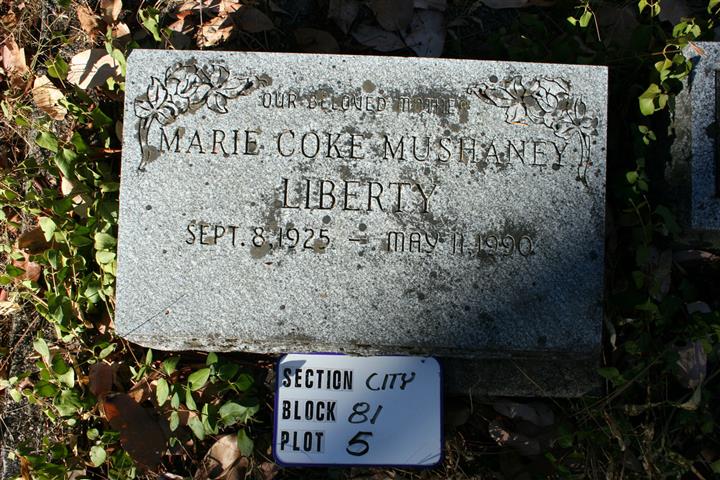 OUR BELOVED MOTHER
MARIE COKE MUSHANEY
LIBERTY
SEPT. 8, 1925 — MAY 11, 1990
SECTION CITY
BLOCK 81
PLOT 5